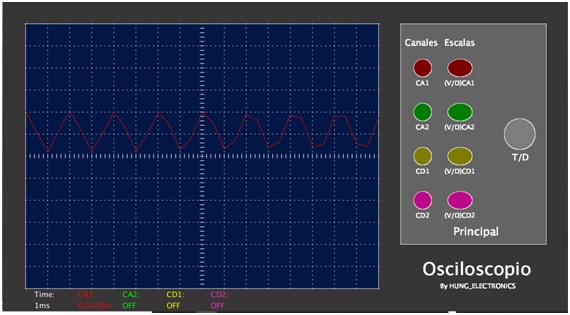 Canales Escalas
CA1 (V/D)CA1
CA2 (V/D)CA2
CD1 (V/D)CD1
T/D
CD2 (V/D)CD2
Principal
Osciloscopio
By HUNG_ELECTRONICS
Time: CA1: CA2: CD1: CD2:
1ms 0.5V/Div OFF OFF OFF